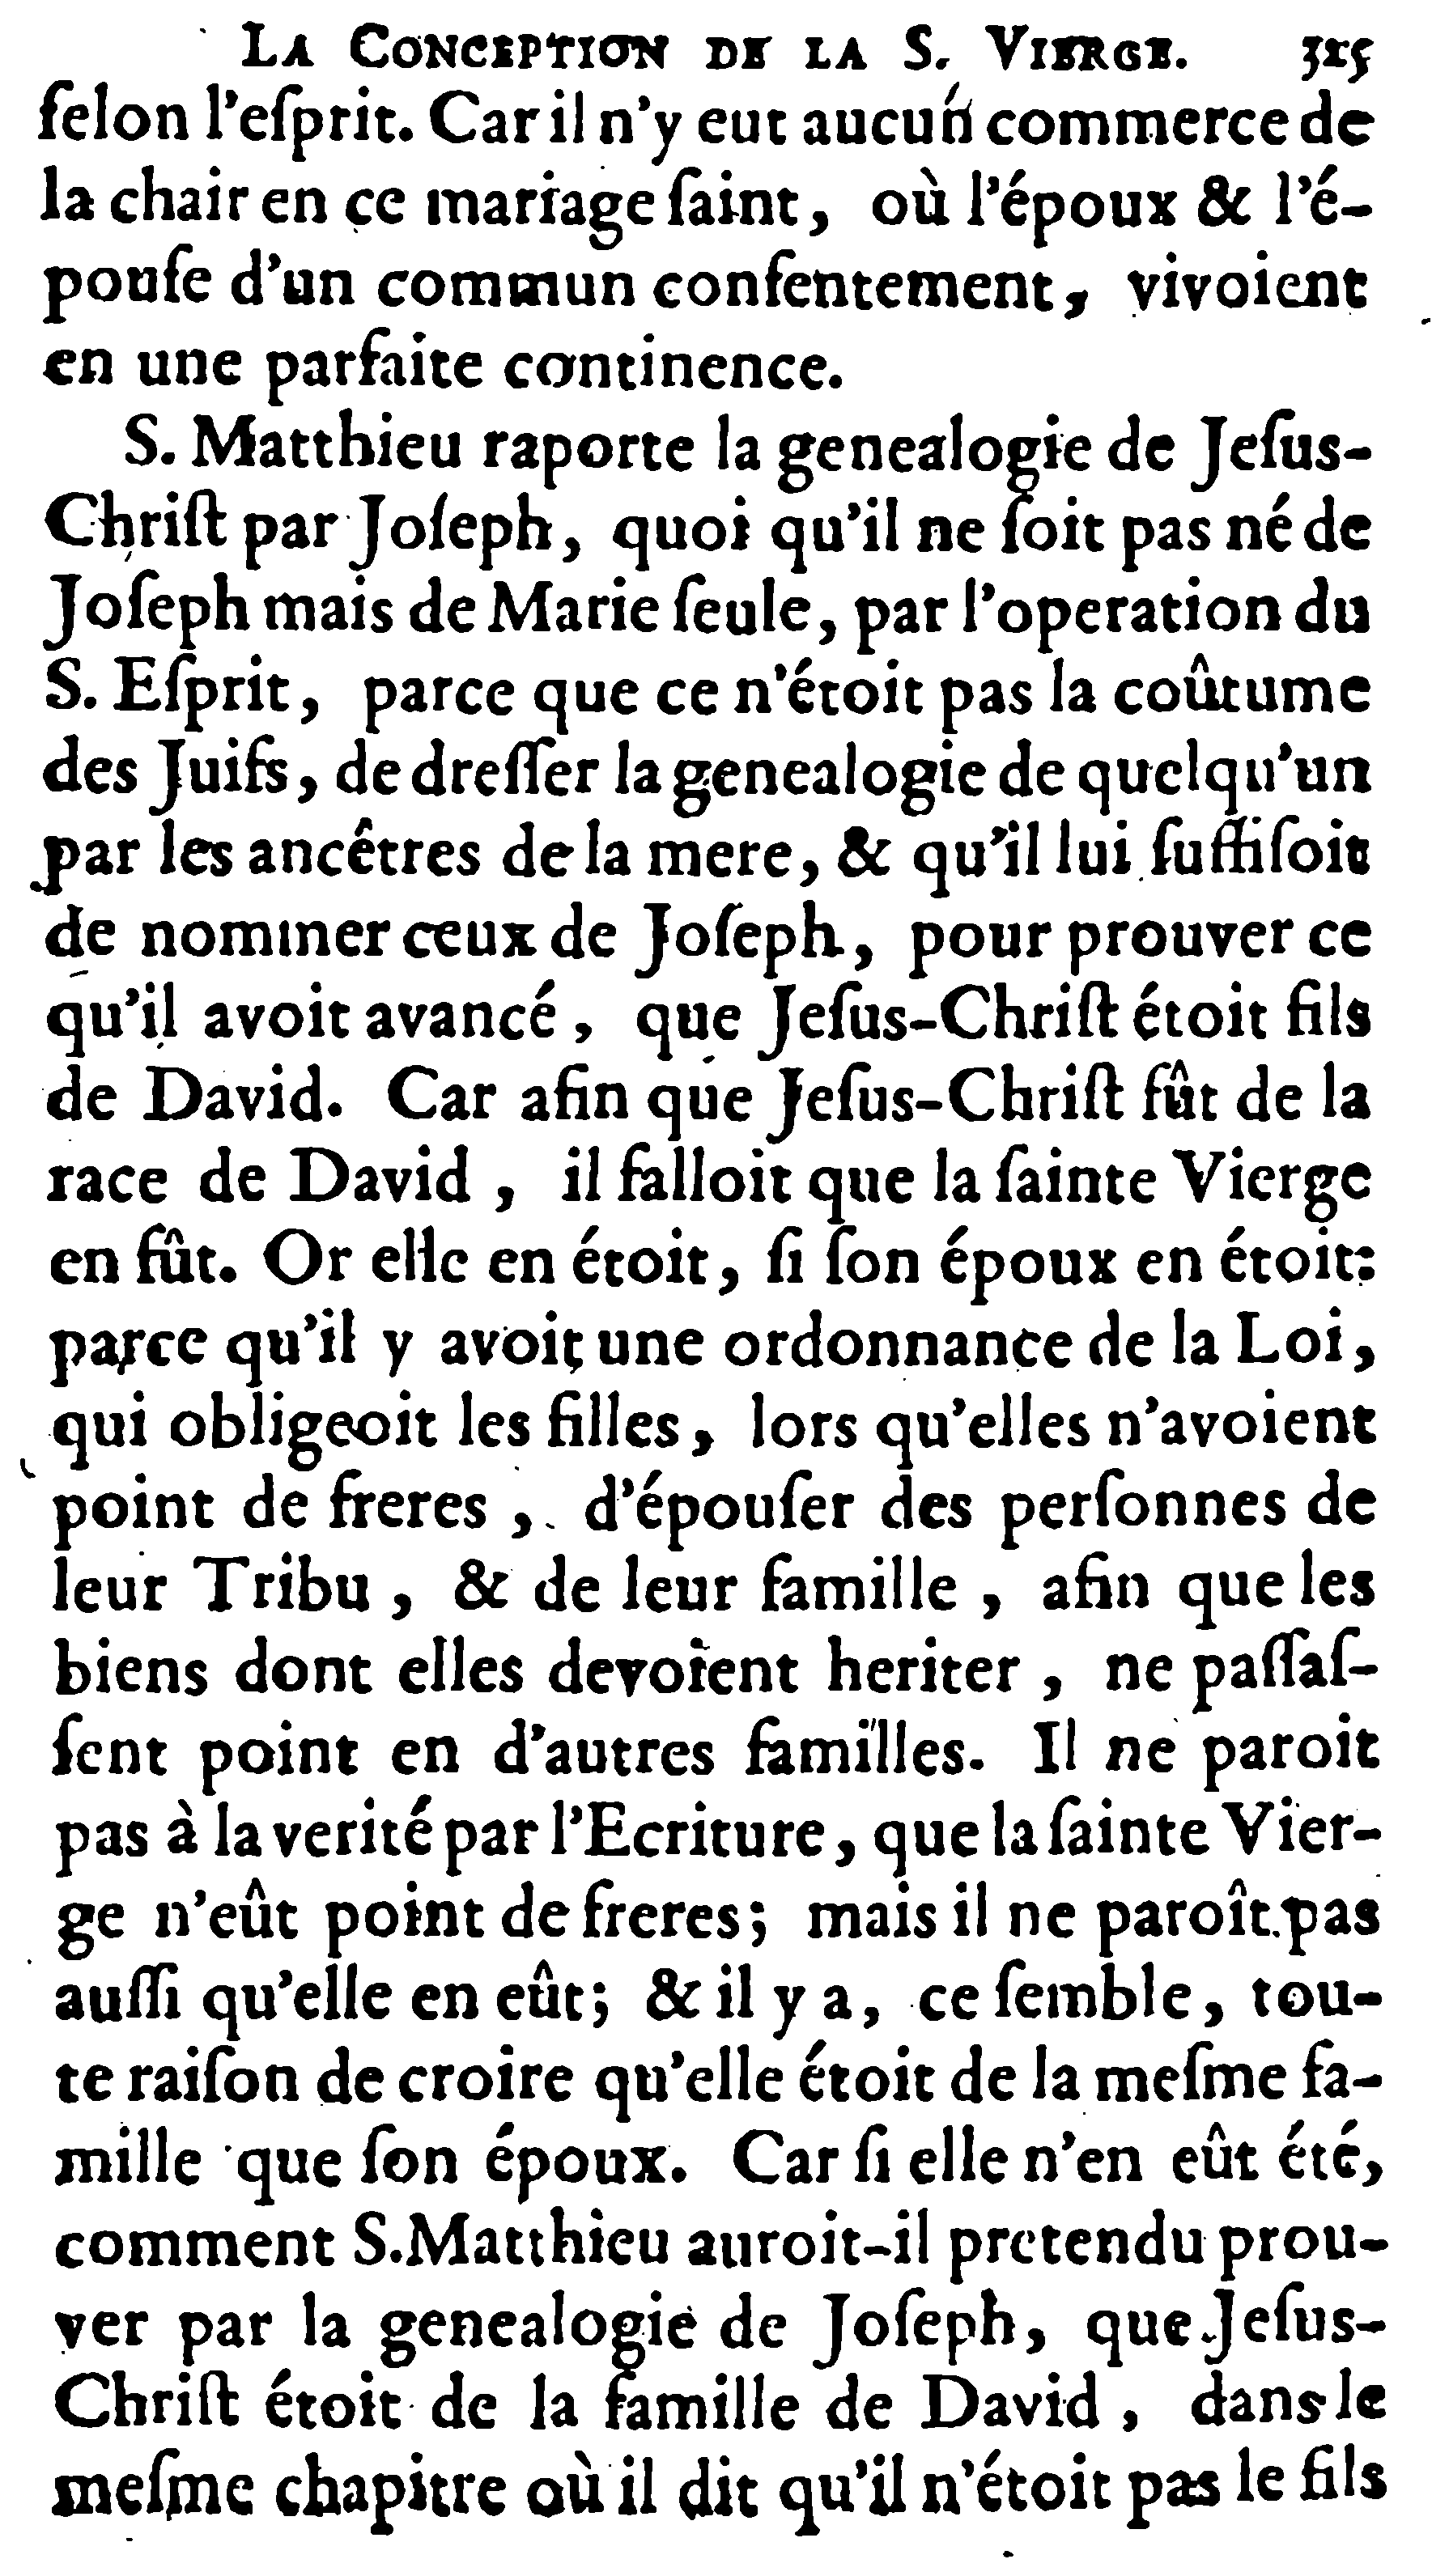 LA CONCEPTION DE LA S. VIERGE. 315
ſelon l'eſprit. Car il n'y eut aucun commerce de
la chair en ce mariage ſaint, où l'époux & l'é-
pouſe d'un commun conſentement, vivoient
en une parfaite continence.
S. Matthieu raporte la genealogie de Jeſus-
Chriſt par Joſeph, quoi qu'il ne ſoit pas né de
Joſeph mais de Marie ſeule, par l'operation du
S. Eſprit, parce que ce n'étoit pas la coûtume
des Juifs, de dreſſer la genealogie de quelqu'un
par les ancêtres de la mere, & qu'il lui ſuffiſoit
de nommer ceux de Joſeph, pour prouver ce
qu'il avoit avancé, que Jeſus-Chriſt étoit fils
de David. Car afin que Jeſus-Chriſt fût de la
race de David, il falloit que la ſainte Vierge
en fût. Or elle en étoit, ſi ſon époux en étoit:
parce qu'il y avoit une ordonnance de la Loi,
qui obligeoit les filles, lors qu'elles n'avoient
point de freres, d'épouſer des perſonnes de
leur Tribu, & de leur famille, afin que les
biens dont elles devoient heriter, ne paſſaſ-
ſent point en d'autres familles. Il ne paroit
pas à la verité par l'Ecriture, que la ſainte Vier-
ge n'eût point de freres; mais il ne paroît pas
auſſi qu'elle en eût; & il y a, ce ſemble, tou-
te raiſon de croire qu'elle étoit de la meſme fa-
mille que ſon époux. Car ſi elle n'en eût été,
comment S. Matthieu auroit-il pretendu prou-
ver par la genealogie de Joſeph, que Jeſus-
Chriſt étoit de la famille de David, dans le
meſme chapitre où il dit qu'il n'étoit pas le fils